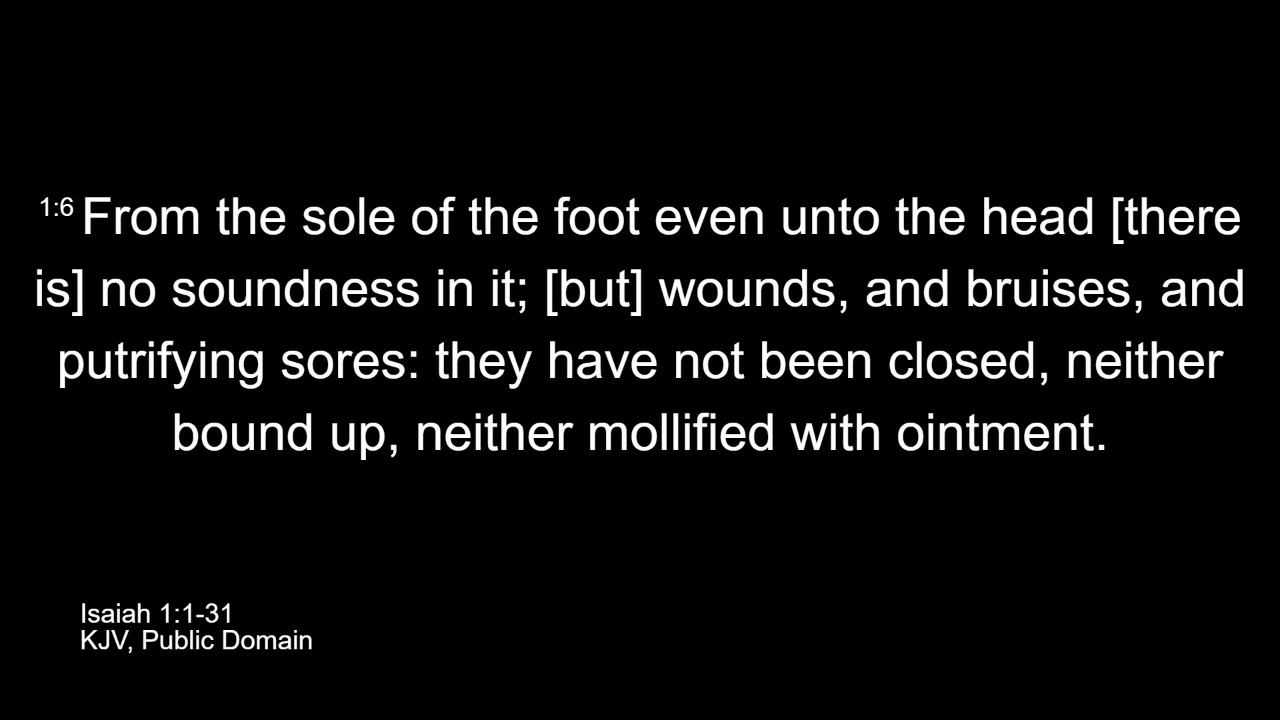 1:6 From the sole of the foot even unto the head [there
is] no soundness in it; [but] wounds, and bruises, and
putrifying sores: they have not been closed, neither
bound up, neither mollified with ointment.
Isaiah 1:1-31
KJV, Public Domain